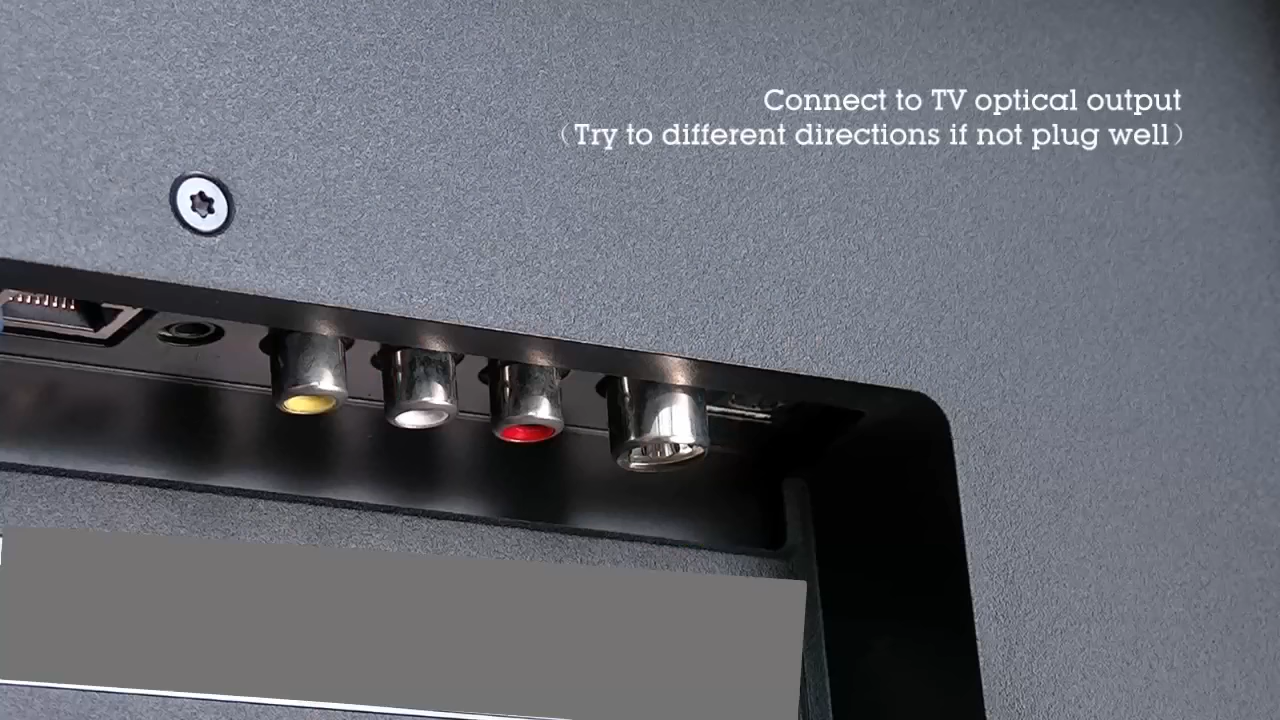 Connect to TV optical output
（Try to different directions if not plug well）